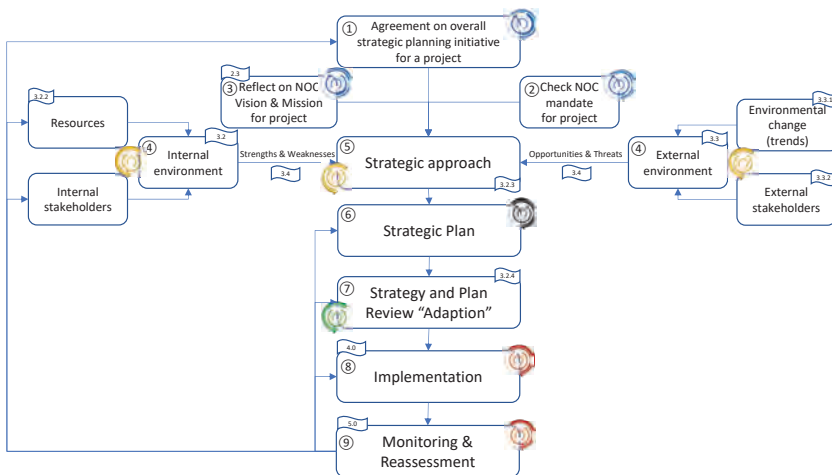 ① Agreement on overall
strategic planning initiative
for a project
2.3
③ Reflect on NOC
Vision & Mission
for project
② Check NOC
mandate
for project
3.2.2
Resources
3.2
④ Internal
environment
Internal
stakeholders
Strengths & Weaknesses
3.4
⑤ Strategic approach
3.2.3
Opportunities & Threats
3.4
3.3
④ External
environment
3.3.1
Environmental
change
(trends)
3.3.2
External
stakeholders
⑥ Strategic Plan
3.2.4
⑦ Strategy and Plan
Review “Adaption”
4.0
⑧ Implementation
5.0
⑨ Monitoring &
Reassessment